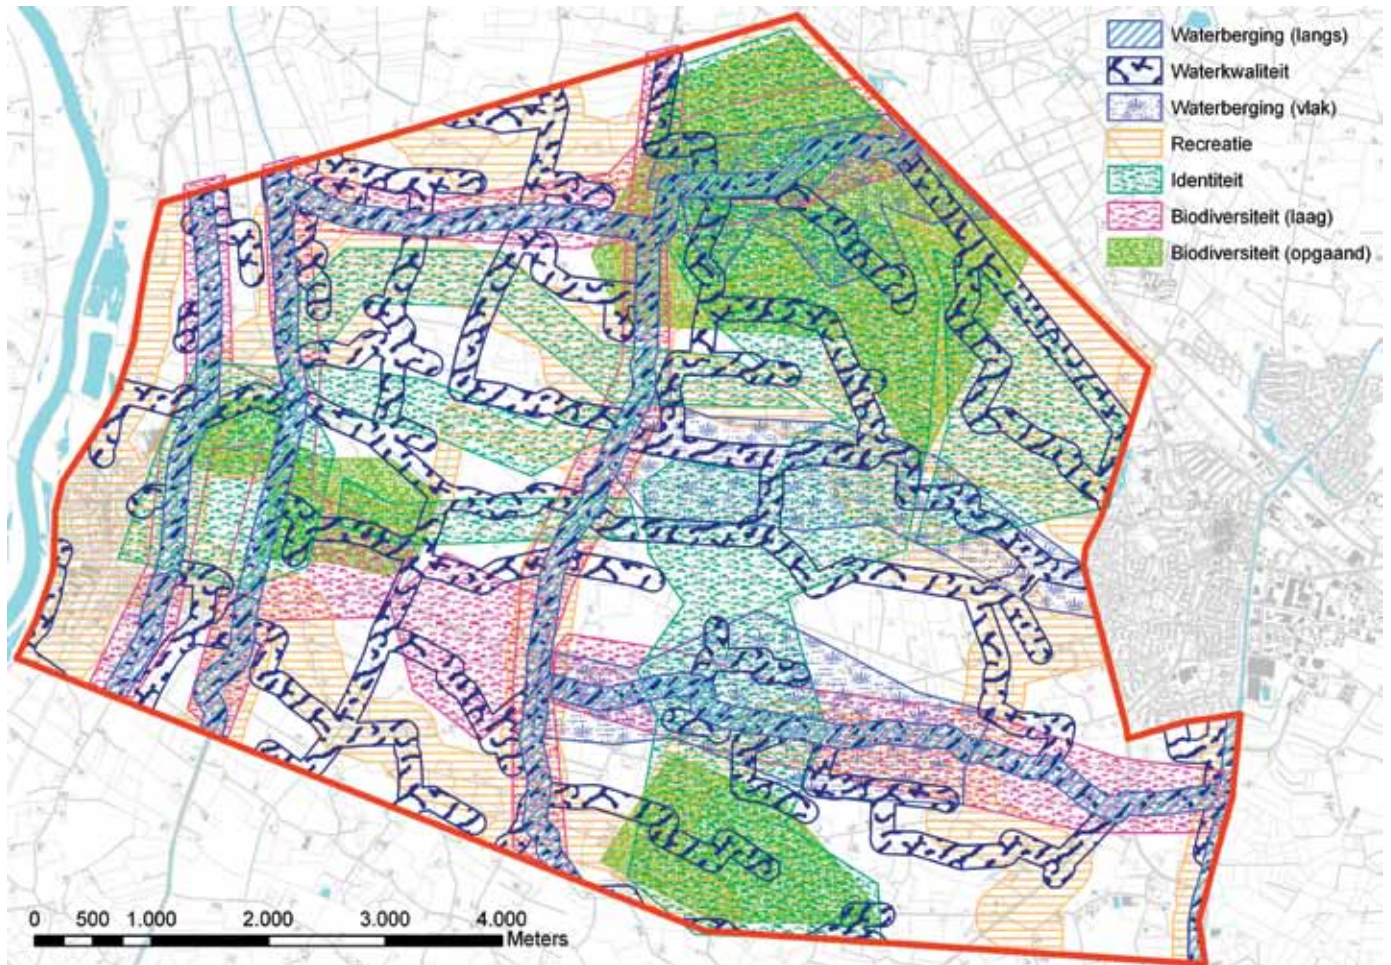 Waterberging (langs)
Waterkwaliteit
Waterberging (vlak)
Recreatie
Identiteit
Biodiversiteit (laag)
Biodiversiteit (opgaand)
0 500 1.000 2.000 3.000 4.000
Meters